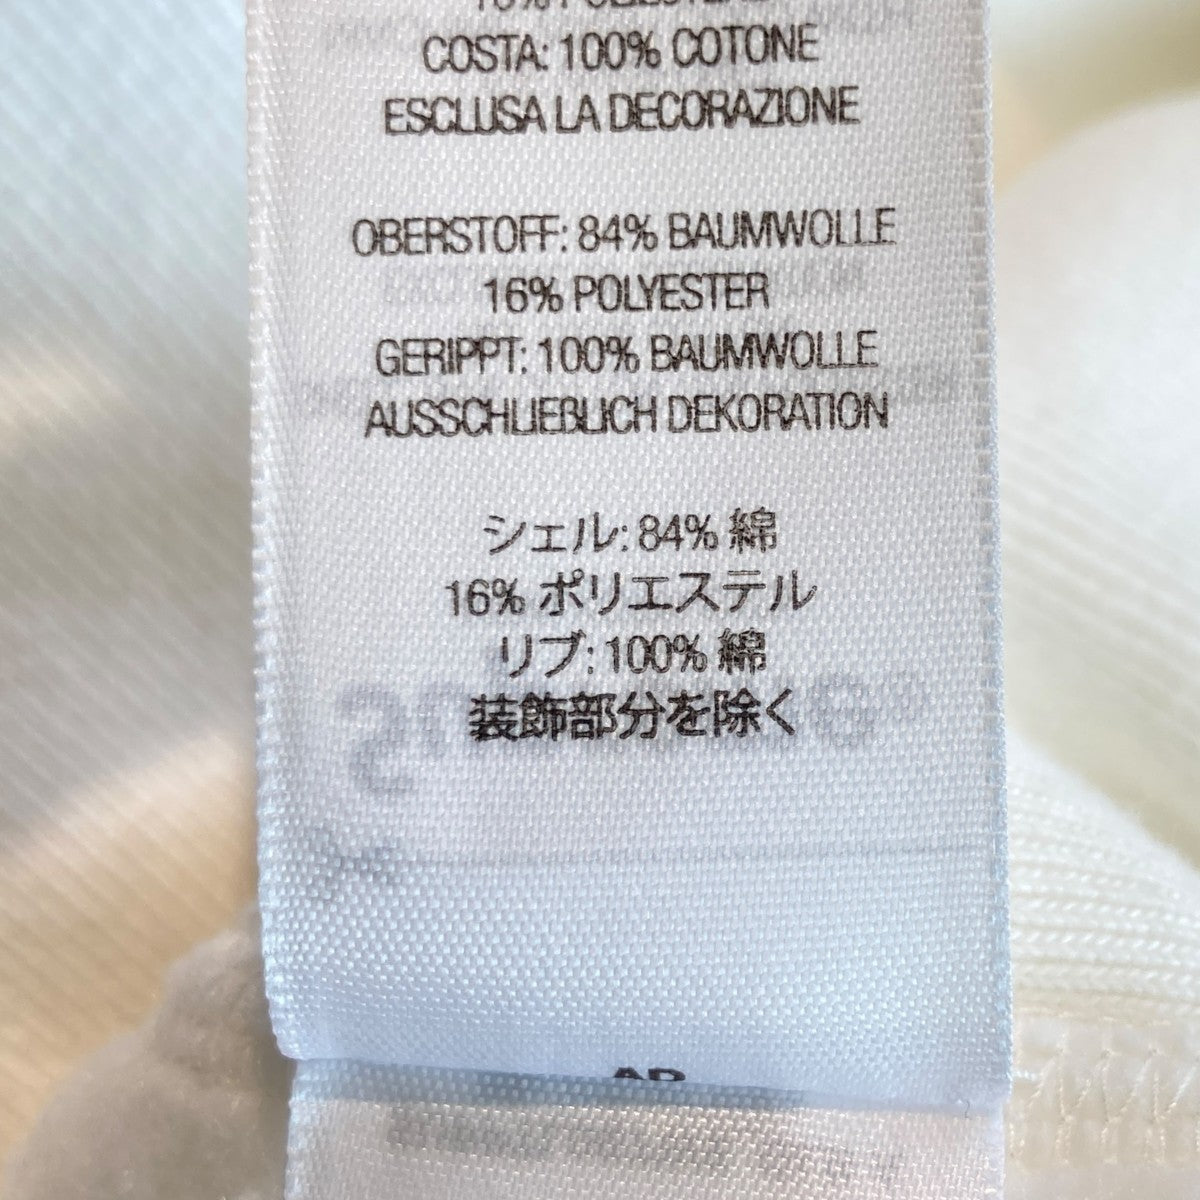 COSTA: 100% COTONE
ESCLUSA LA DECORAZIONE
OBERSTOFF: 84% BAUMWOLLE
16% POLYESTER
GERIPPT: 100% BAUMWOLLE
AUSSCHLIEBLICH DEKORATION
シェル: 84% 綿
16% ポリエステル
リブ: 100% 綿
装飾部分を除く